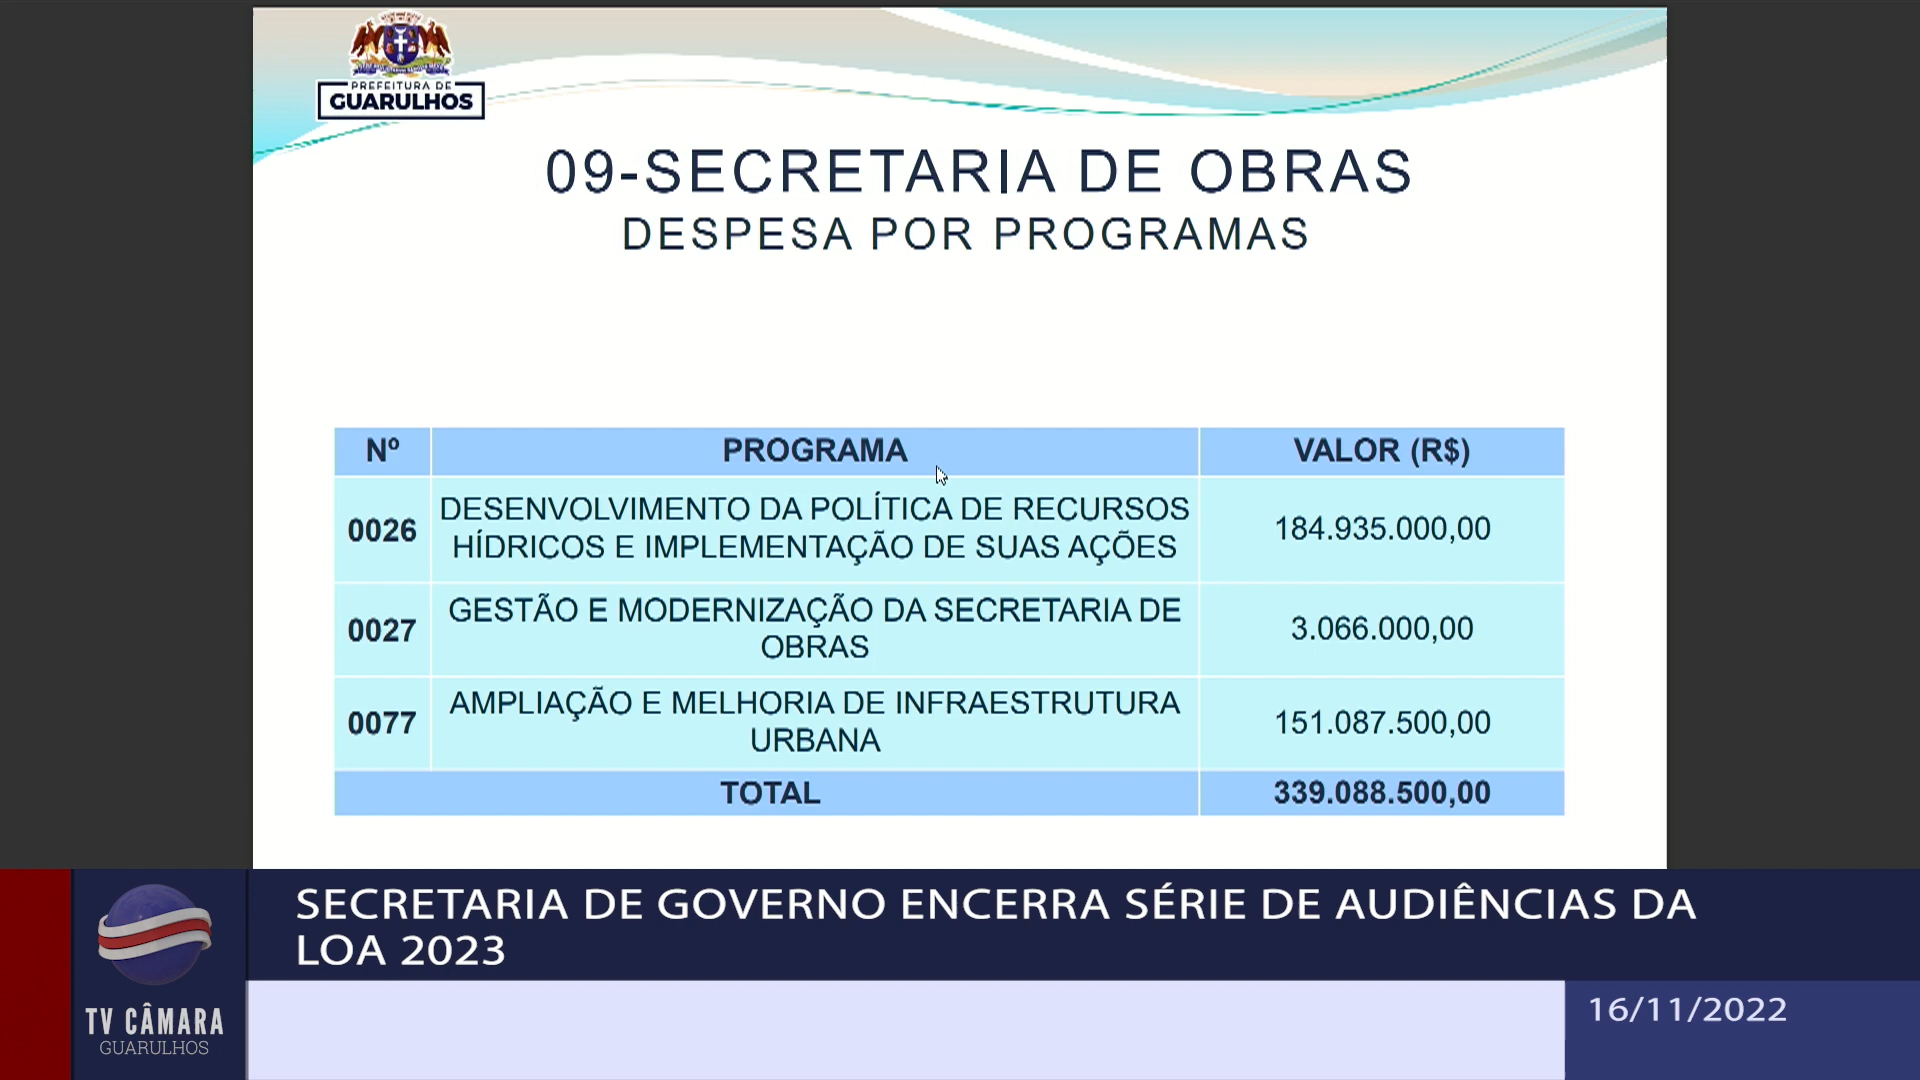 PREFEITURA DE
GUARULHOS
09-SECRETARIA DE OBRAS
DESPESA POR PROGRAMAS
Nº PROGRAMA VALOR (R$)
0026 DESENVOLVIMENTO DA POLÍTICA DE RECURSOS HÍDRICOS E IMPLEMENTAÇÃO DE SUAS AÇÕES 184.935.000,00
0027 GESTÃO E MODERNIZAÇÃO DA SECRETARIA DE OBRAS 3.066.000,00
0077 AMPLIAÇÃO E MELHORIA DE INFRAESTRUTURA URBANA 151.087.500,00
TOTAL 339.088.500,00
SECRETARIA DE GOVERNO ENCERRA SÉRIE DE AUDIÊNCIAS DA
LOA 2023
TV CÂMARA
GUARULHOS
16/11/2022